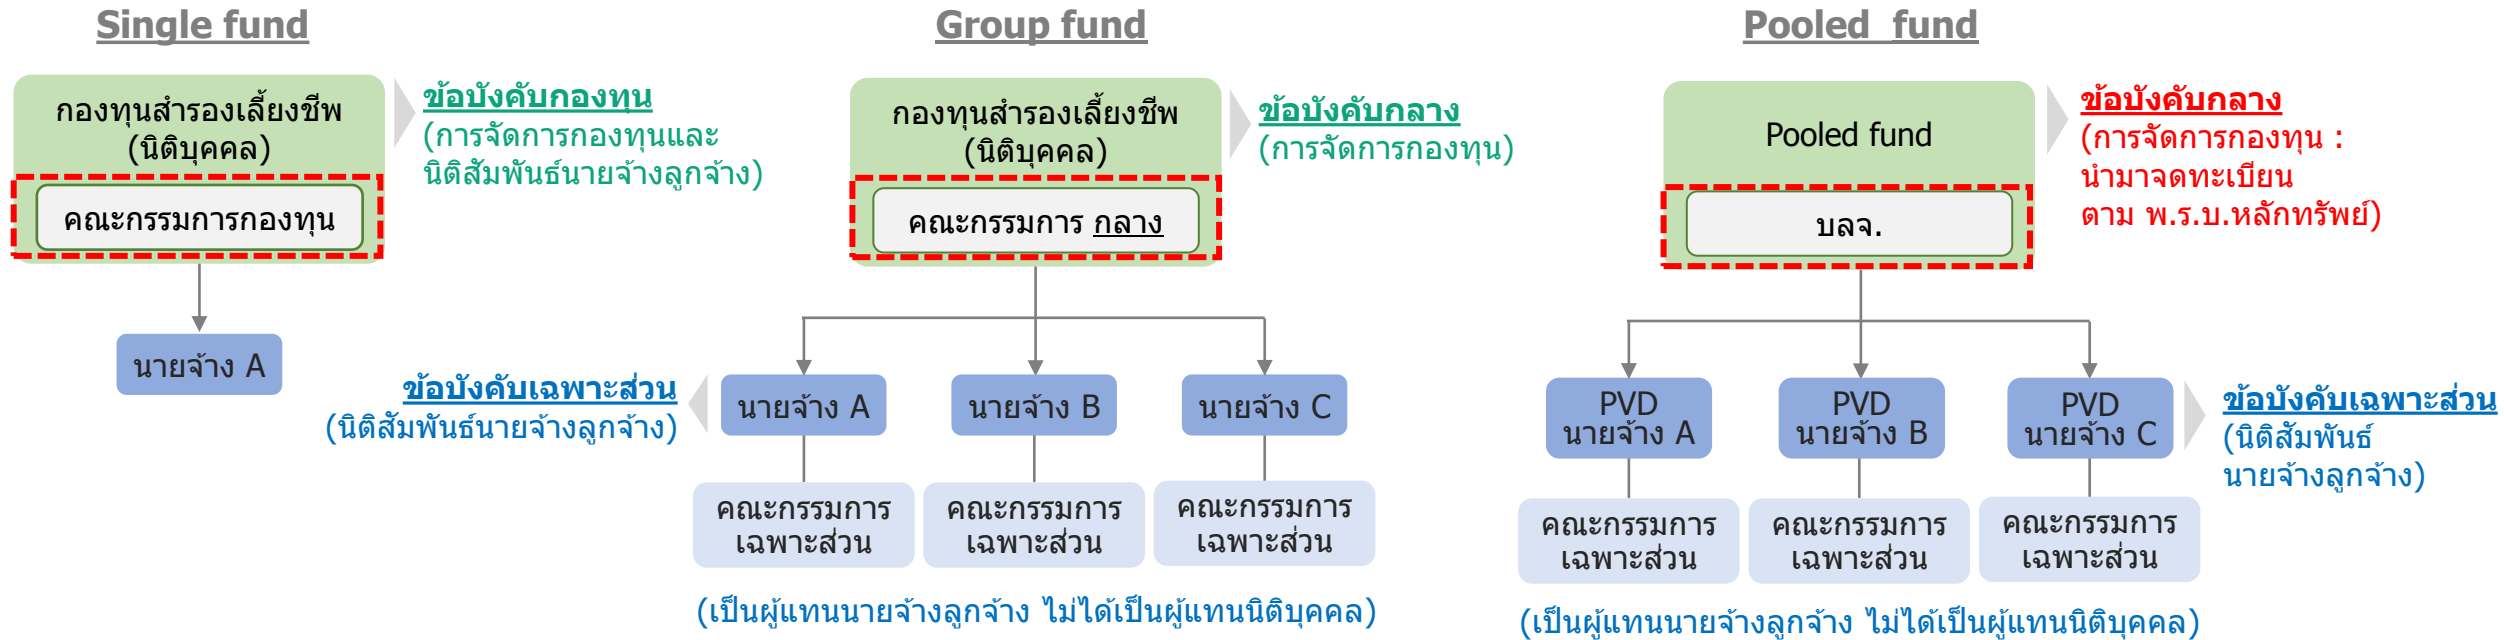 Single fund
กองทุนสำรองเลี้ยงชีพ
(นิติบุคคล)
คณะกรรมการกองทุน
ข้อบังคับกองทุน
(การจัดการกองทุนและ
นิติสัมพันธ์นายจ้างลูกจ้าง)
นายจ้าง A
Group fund
กองทุนสำรองเลี้ยงชีพ
(นิติบุคคล)
คณะกรรมการ กลาง
ข้อบังคับกลาง
(การจัดการกองทุน)
ข้อบังคับเฉพาะส่วน
(นิติสัมพันธ์นายจ้างลูกจ้าง)
นายจ้าง A
นายจ้าง B
นายจ้าง C
คณะกรรมการ
เฉพาะส่วน
คณะกรรมการ
เฉพาะส่วน
คณะกรรมการ
เฉพาะส่วน
(เป็นผู้แทนนายจ้างลูกจ้าง ไม่ได้เป็นผู้แทนนิติบุคคล)
Pooled fund
Pooled fund
บลจ.
ข้อบังคับกลาง
(การจัดการกองทุน :
นำมาจดทะเบียน
ตาม พ.ร.บ.หลักทรัพย์)
PVD
นายจ้าง A
PVD
นายจ้าง B
PVD
นายจ้าง C
ข้อบังคับเฉพาะส่วน
(นิติสัมพันธ์
นายจ้างลูกจ้าง)
คณะกรรมการ
เฉพาะส่วน
คณะกรรมการ
เฉพาะส่วน
คณะกรรมการ
เฉพาะส่วน
(เป็นผู้แทนนายจ้างลูกจ้าง ไม่ได้เป็นผู้แทนนิติบุคคล)